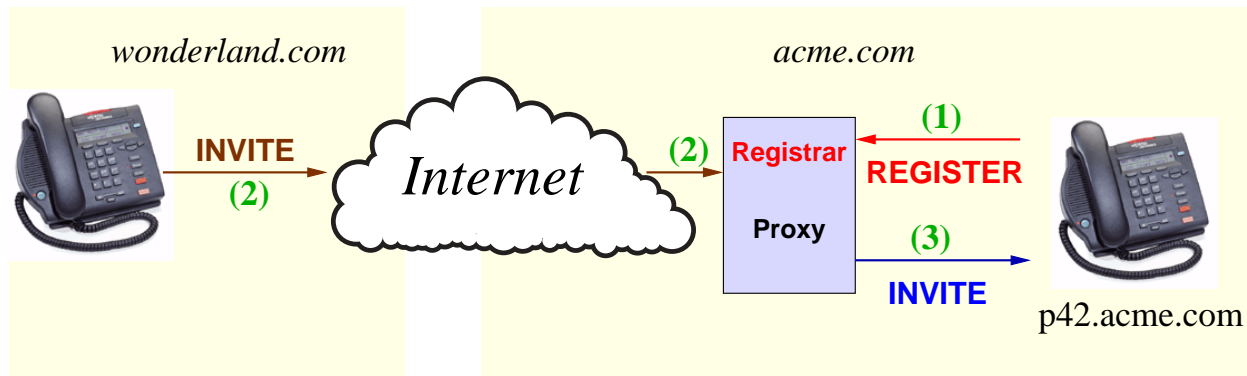 wonderland.com
acme.com
INVITE
(2)
Internet
(2)
Registrar
Proxy
(1)
REGISTER
(3)
INVITE
p42.acme.com